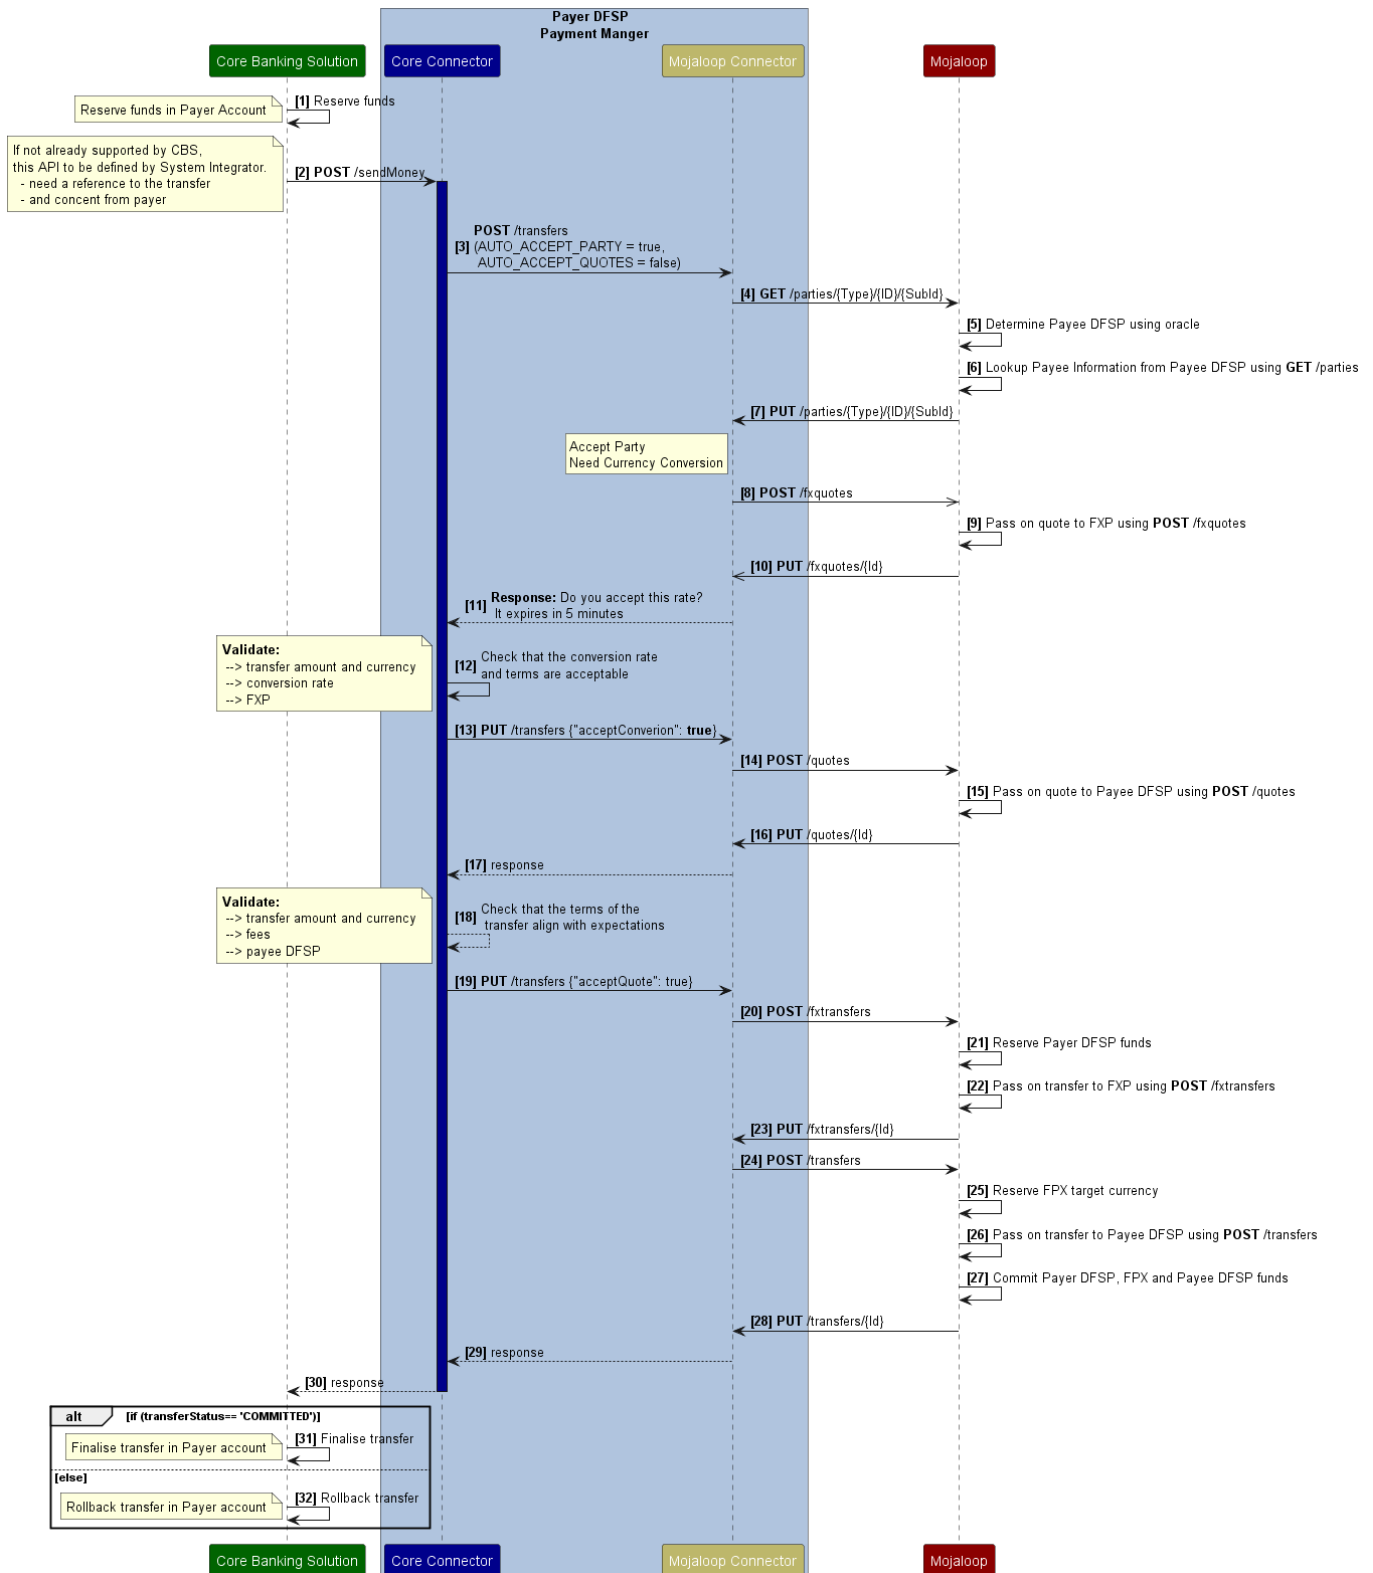 Payer DFSP
Payment Manger
Core Banking Solution
Core Connector
Mojaloop Connector
Mojaloop
Reserve funds in Payer Account
[1] Reserve funds
If not already supported by CBS,
this API to be defined by System Integrator.
- need a reference to the transfer
- and concent from payer
[2] POST /sendMoney
POST /transfers
[3] (AUTO_ACCEPT_PARTY = true,
AUTO_ACCEPT_QUOTES = false)
[4] GET /parties/{Type}/{ID}/{SubId}
[5] Determine Payee DFSP using oracle
[6] Lookup Payee Information from Payee DFSP using GET /parties
[7] PUT /parties/{Type}/{ID}/{SubId}
Accept Party
Need Currency Conversion
[8] POST /fxquotes
[9] Pass on quote to FXP using POST /fxquotes
[10] PUT /fxquotes/{Id}
[11] Response: Do you accept this rate?
It expires in 5 minutes
Validate:
--> transfer amount and currency
--> conversion rate
--> FXP
[12] Check that the conversion rate
and terms are acceptable
[13] PUT /transfers {"acceptConverion": true}
[14] POST /quotes
[15] Pass on quote to Payee DFSP using POST /quotes
[16] PUT /quotes/{Id}
[17] response
Validate:
--> transfer amount and currency
--> fees
--> payee DFSP
[18] Check that the terms of the
transfer align with expectations
[19] PUT /transfers {"acceptQuote": true}
[20] POST /fxtransfers
[21] Reserve Payer DFSP funds
[22] Pass on transfer to FXP using POST /fxtransfers
[23] PUT /fxtransfers/{Id}
[24] POST /transfers
[25] Reserve FPX target currency
[26] Pass on transfer to Payee DFSP using POST /transfers
[27] Commit Payer DFSP, FPX and Payee DFSP funds
[28] PUT /transfers/{Id}
[29] response
[30] response
alt [if (transferStatus== 'COMMITTED')]
Finalise transfer in Payer account
[31] Finalise transfer
[else]
Rollback transfer in Payer account
[32] Rollback transfer
Core Banking Solution
Core Connector
Mojaloop Connector
Mojaloop